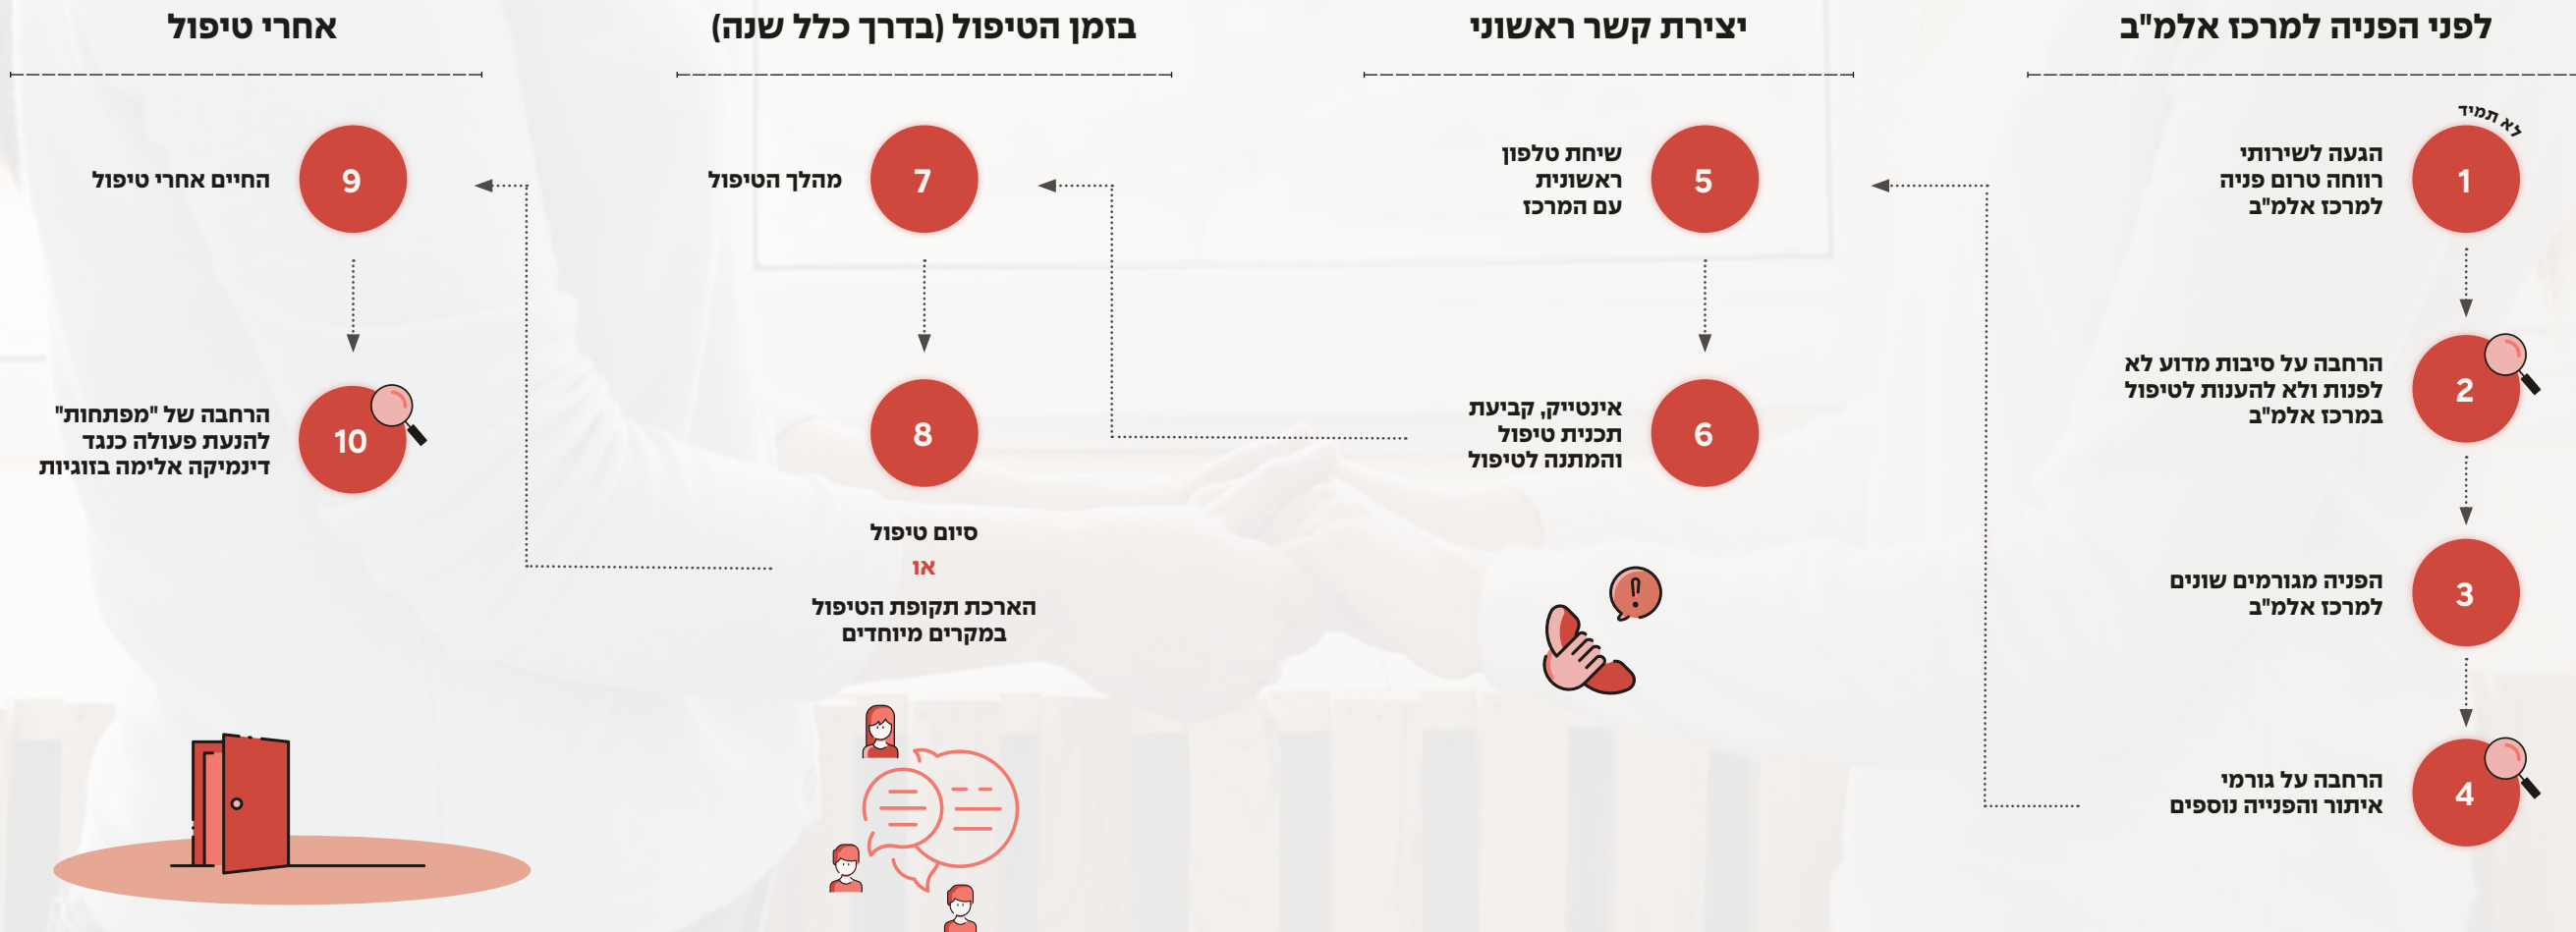 לפני הפניה למרכז אלמ"ב
לא תמיד
1
הגעה לשירותי
רווחה טרום פניה
למרכז אלמ"ב
2
הרחבה על סיבות מדוע לא
לפנות ולא להענות לטיפול
במרכז אלמ"ב
3
הפניה מגורמים שונים
למרכז אלמ"ב
4
הרחבה על גורמי
איתור והפנייה נוספים
יצירת קשר ראשוני
5
שיחת טלפון
ראשונית
עם המרכז
6
אינטייק, קביעת
תכנית טיפול
והמתנה לטיפול
!
בזמן הטיפול (בדרך כלל שנה)
7
מהלך הטיפול
8
סיום טיפול
או
הארכת תקופת הטיפול
במקרים מיוחדים
אחרי טיפול
9
החיים אחרי טיפול
10
הרחבה של "מפתחות"
להנעת פעולה כנגד
דינמיקה אלימה בזוגיות